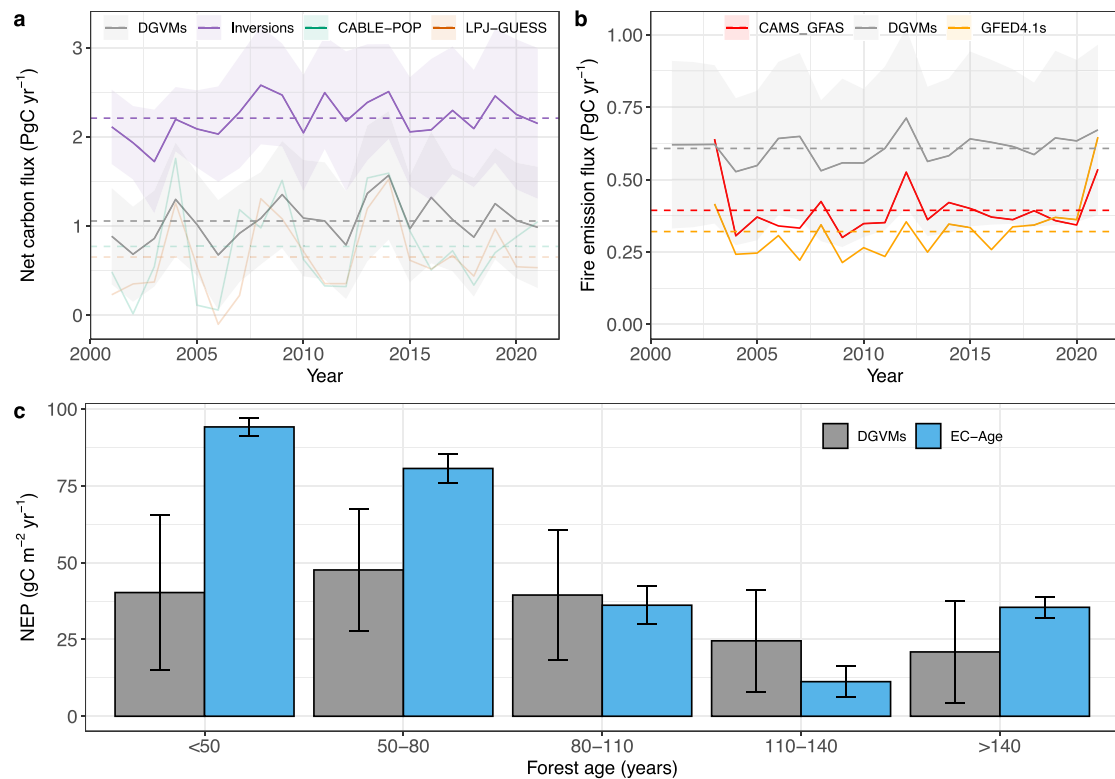 a
DGVMs Inversions CABLE−POP LPJ−GUESS
Net carbon flux (PgC yr⁻¹)
3
2
1
0
2000 2005 2010 2015 2020
Year
b
CAMS_GFAS DGVMs GFED4.1s
Fire emission flux (PgC yr⁻¹)
1.00
0.75
0.50
0.25
0.00
2000 2005 2010 2015 2020
Year
c
DGVMs EC−Age
NEP (gC m⁻² yr⁻¹)
100
75
50
25
0
<50 50−80 80−110 110−140 >140
Forest age (years)